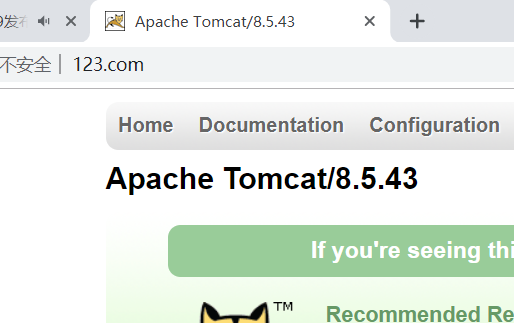 9发布
Apache Tomcat/8.5.43
不安全 | 123.com
Home Documentation Configuration
Apache Tomcat/8.5.43
If you're seeing thi
TM
Recommended Re